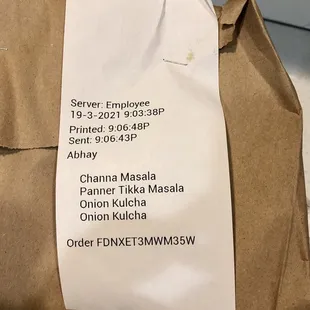 Server: Employee
19-3-2021 9:03:38P
Printed: 9:06:48P
Sent: 9:06:43P
Abhay
Channa Masala
Panner Tikka Masala
Onion Kulcha
Onion Kulcha
Order FDNXET3MWM35W